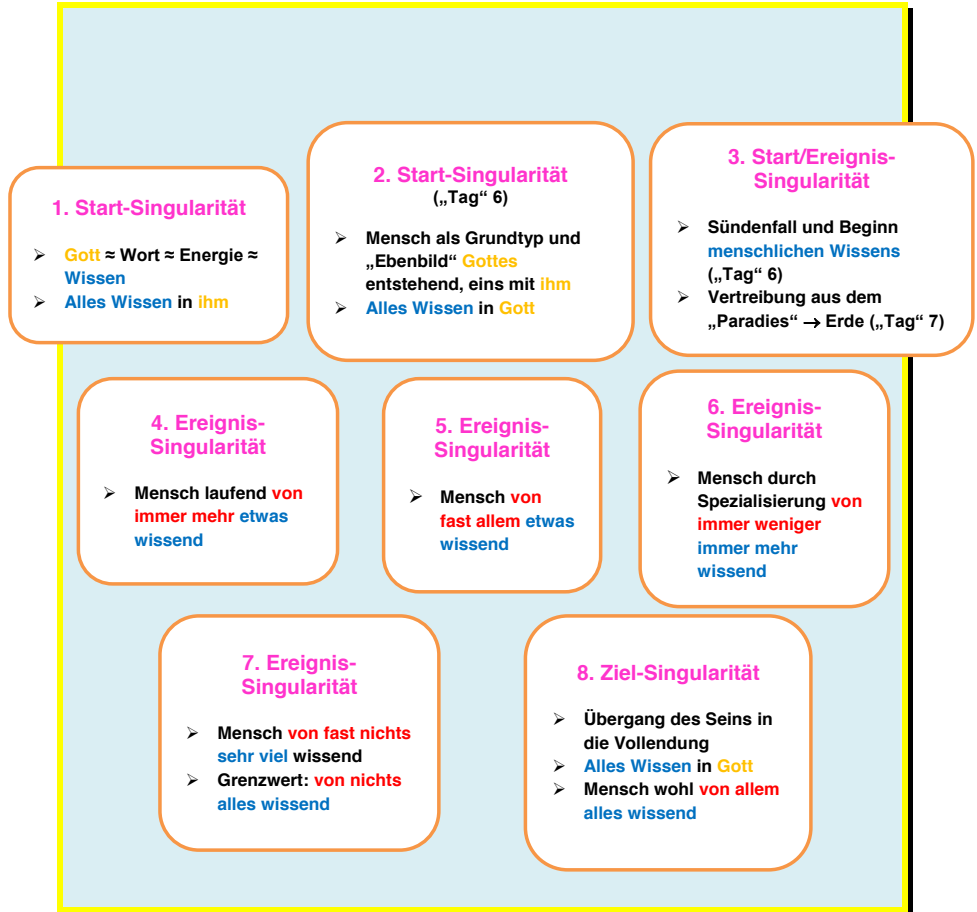 1. Start-Singularität
➢ Gott ≈ Wort ≈ Energie ≈
Wissen
➢ Alles Wissen in ihm
2. Start-Singularität
(„Tag“ 6)
➢ Mensch als Grundtyp und
„Ebenbild“ Gottes
entstehend, eins mit ihm
➢ Alles Wissen in Gott
3. Start/Ereignis-
Singularität
➢ Sündenfall und Beginn
menschlichen Wissens
(„Tag“ 6)
➢ Vertreibung aus dem
„Paradies“ → Erde („Tag“ 7)
4. Ereignis-
Singularität
➢ Mensch laufend von
immer mehr etwas
wissend
5. Ereignis-
Singularität
➢ Mensch von
fast allem etwas
wissend
6. Ereignis-
Singularität
➢ Mensch durch
Spezialisierung von
immer weniger
immer mehr
wissend
7. Ereignis-
Singularität
➢ Mensch von fast nichts
sehr viel wissend
➢ Grenzwert: von nichts
alles wissend
8. Ziel-Singularität
➢ Übergang des Seins in
die Vollendung
➢ Alles Wissen in Gott
➢ Mensch wohl von allem
alles wissend